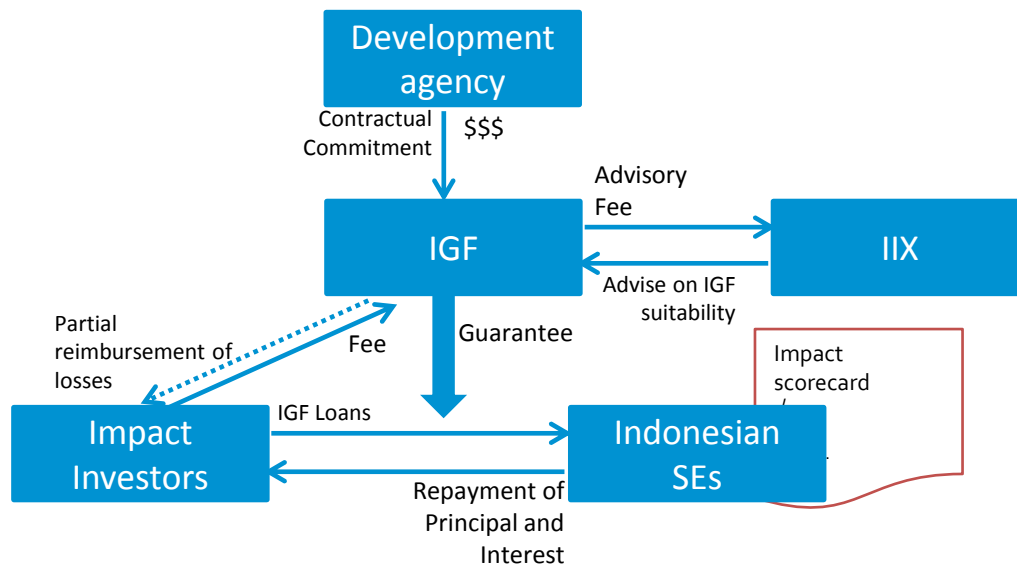 Development
agency
Contractual
Commitment
$$$
IGF
Advisory
Fee
IIX
Advise on IGF
suitability
Partial
reimbursement of
losses
Fee
Guarantee
Impact
scorecard
/
.
IGF Loans
Impact
Investors
Indonesian
SEs
Repayment of
Principal and
Interest